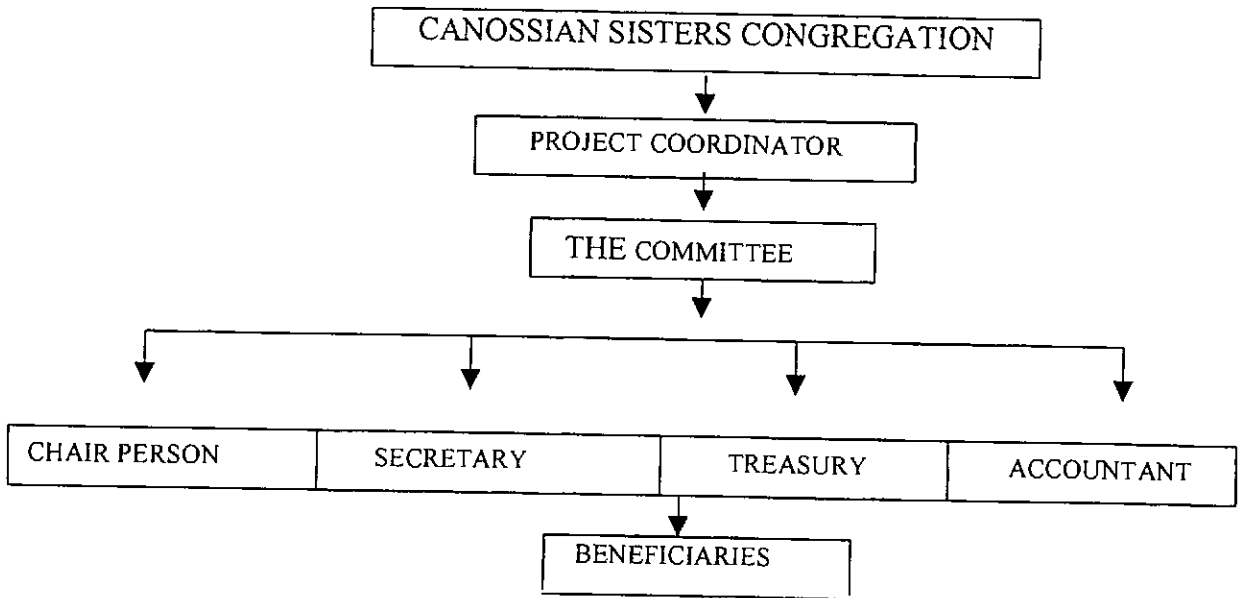 CANOSSIAN SISTERS CONGREGATION
PROJECT COORDINATOR
THE COMMITTEE
CHAIR PERSON SECRETARY TREASURY ACCOUNTANT
BENEFICIARIES